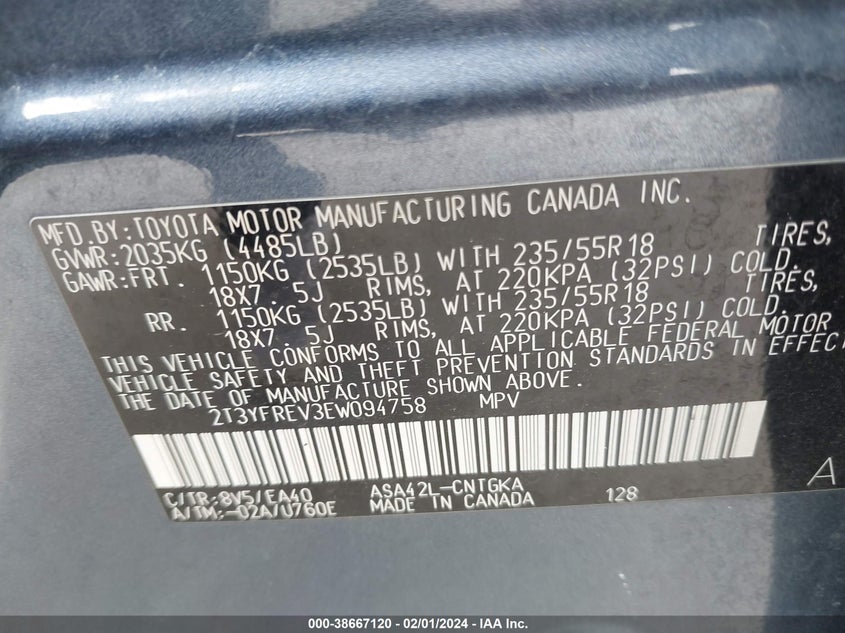 MFD BY:TOYOTA MOTOR MANUFACTURING CANADA INC.
GVWR:2035KG (4485LB)
GAWR:FRT. 1150KG (2535LB) WITH 235/55R18 TIRES,
18X7. 5J RIMS, AT 220KPA (32PSI) COLD.
RR. 1150KG (2535LB) WITH 235/55R18 TIRES,
18X7. 5J RIMS, AT 220KPA (32PSI) COLD.
THIS VEHICLE CONFORMS TO ALL APPLICABLE FEDERAL MOTOR
VEHICLE SAFETY AND THEFT PREVENTION STANDARDS IN EFFECT
THE DATE OF MANUFACTURE SHOWN ABOVE.
2T3YFREV3EW094758 MPV
C/TR:8V5/EA40 ASA42L-CNTGKA A
A/TM:-02A/U760E MADE IN CANADA 128
000-38667120 - 02/01/2024 - IAA Inc.